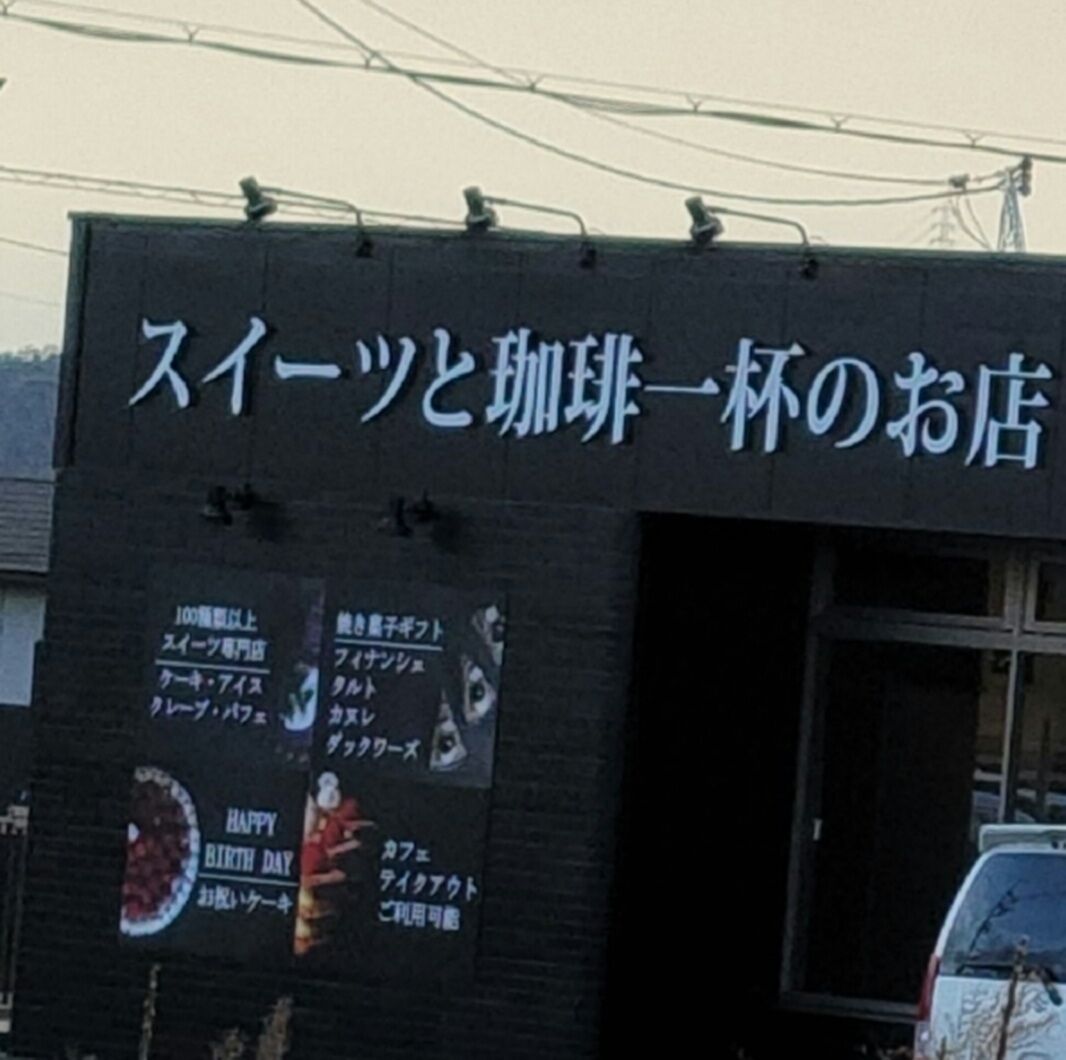 スイーツと珈琲一杯のお店
100種類以上
スイーツ専門店
ケーキ・アイス
クレープ・パフェ
焼き菓子ギフト
フィナンシェ
タルト
カヌレ
ダックワーズ
HAPPY
BIRTH DAY
お祝いケーキ
カフェ
テイクアウト
ご利用可能